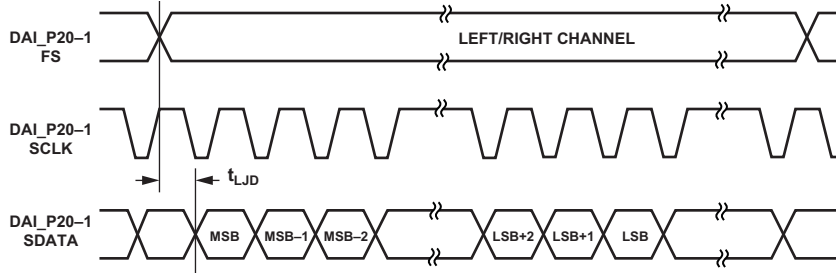 DAI_P20–1
FS
LEFT/RIGHT CHANNEL
DAI_P20–1
SCLK
tLJD
DAI_P20–1
SDATA
MSB
MSB–1
MSB–2
LSB+2
LSB+1
LSB